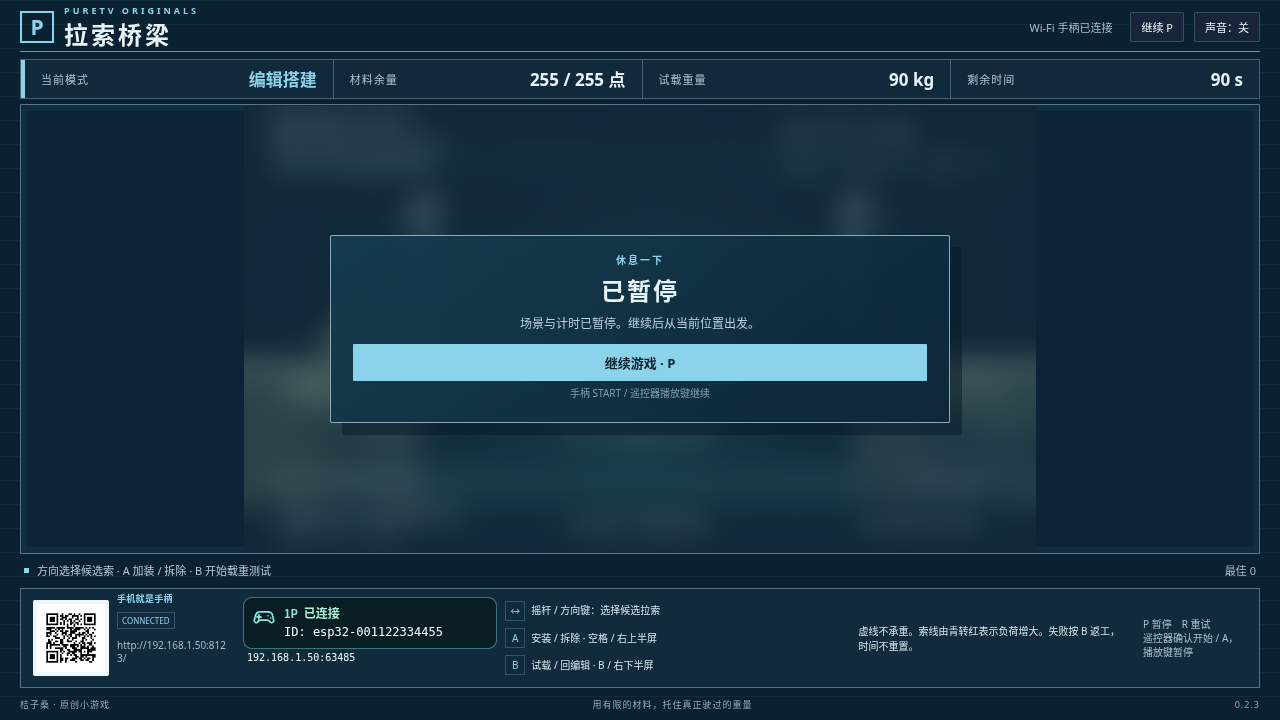 P
PURETV ORIGINALS
拉索桥梁
Wi-Fi 手柄已连接
继续 P
声音：关
当前模式
编辑搭建
材料余量
255 / 255 点
试载重量
90 kg
剩余时间
90 s
休息一下
已暂停
场景与计时已暂停。继续后从当前位置出发。
继续游戏 · P
手柄 START / 遥控器播放键继续
方向选择候选索 · A 加装 / 拆除 · B 开始载重测试
最佳 0
手机就是手柄
CONNECTED
http://192.168.1.50:812
3/
1P 已连接
ID: esp32-001122334455
192.168.1.50:63485
↔ 摇杆 / 方向键：选择候选拉索
A 安装 / 拆除 · 空格 / 右上半屏
B 试载 / 回编辑 · B / 右下半屏
虚线不承重。索线由青转红表示负荷增大。失败按 B 返工，
时间不重置。
P 暂停 R 重试
遥控器确认开始 / A，
播放键暂停
桔子桑 · 原创小游戏
用有限的材料，托住真正驶过的重量
0.2.3